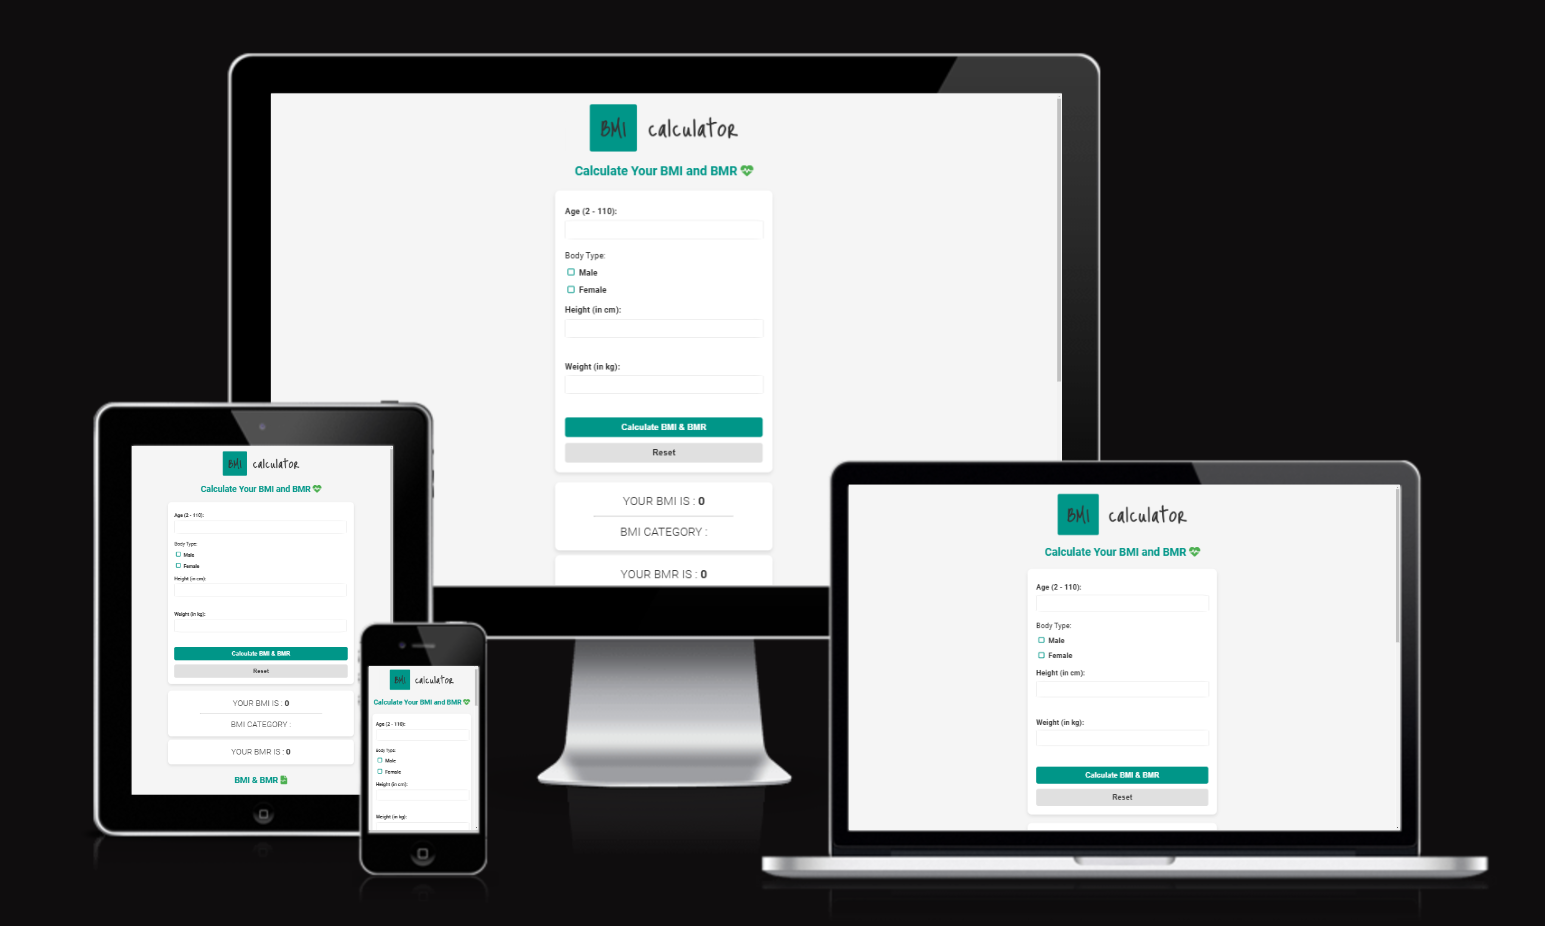 BMI calculator
Calculate Your BMI and BMR
Age (2 - 110):
Body Type:
Male
Female
Height (in cm):
Weight (in kg):
Calculate BMI & BMR
Reset
YOUR BMI IS : 0
BMI CATEGORY :
YOUR BMR IS : 0
BMI calculator
Calculate Your BMI and BMR
Age (2 - 110):
Body Type:
Male
Female
Height (in cm):
Weight (in kg):
Calculate BMI & BMR
Reset
YOUR BMI IS : 0
BMI CATEGORY :
YOUR BMR IS : 0
BMI & BMR
BMI calculator
Calculate Your BMI and BMR
Age (2 - 110):
Body Type:
Male
Female
Height (in cm):
Weight (in kg):
BMI calculator
Calculate Your BMI and BMR
Age (2 - 110):
Body Type:
Male
Female
Height (in cm):
Weight (in kg):
Calculate BMI & BMR
Reset